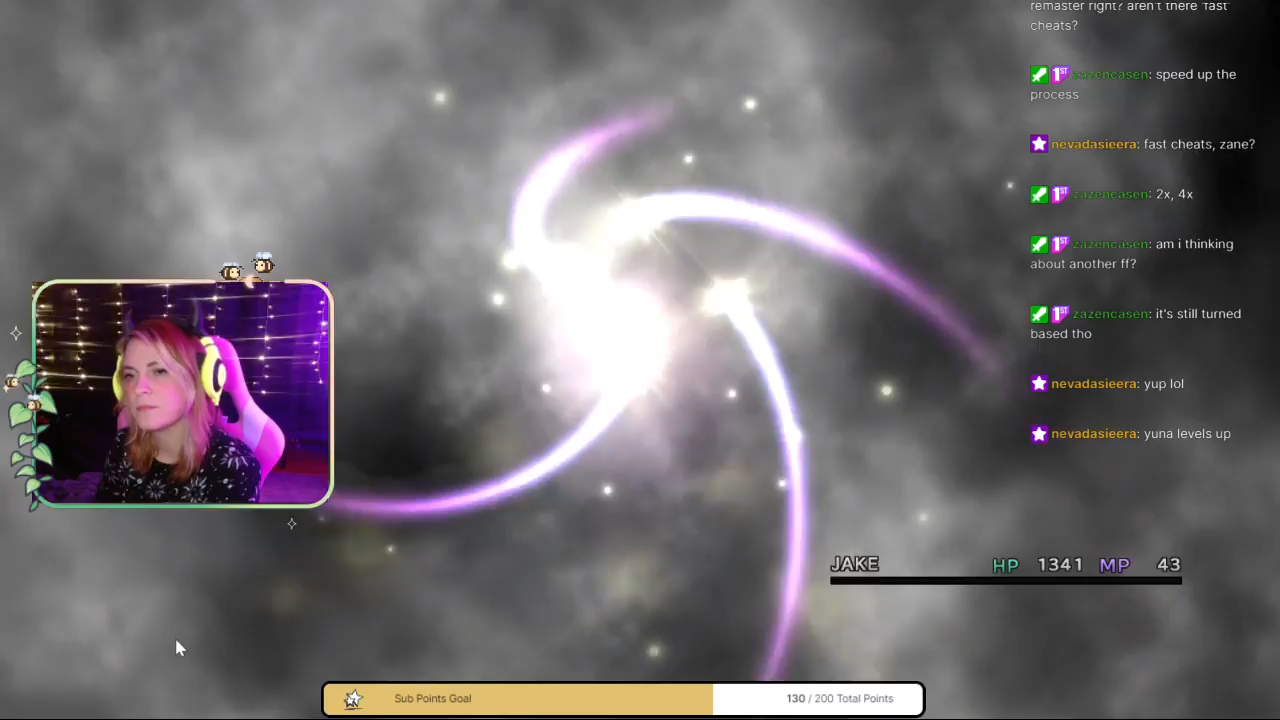 remaster right? aren't there 'fast'
cheats?
zazencasen: speed up the
process
nevadasieera: fast cheats, zane?
zazencasen: 2x, 4x
zazencasen: am i thinking
about another ff?
zazencasen: it's still turned
based tho
nevadasieera: yup lol
nevadasieera: yuna levels up
JAKE HP 1341 MP 43
Sub Points Goal 130 / 200 Total Points